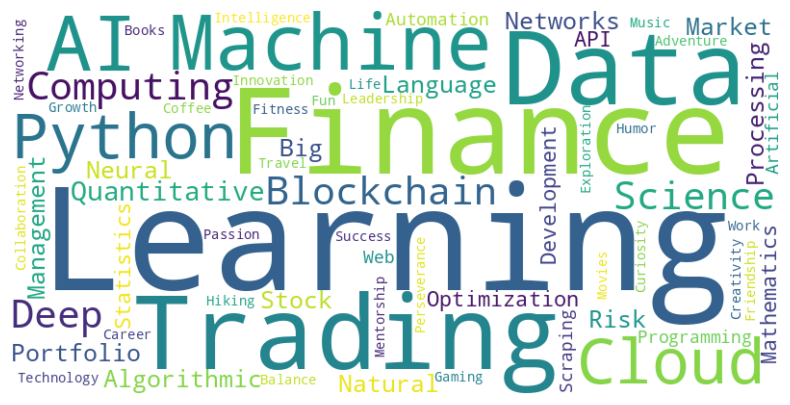 Networking
AI
Books
Machine
Intelligence
Automation
Networks
Music
Market
API
Adventure
Data
Computing
Innovation
Life
Language
Growth
Coffee
Fitness
Fun
Leadership
Processing
Artificial
Python
Finance
Humor
Big
Travel
Exploration
Development
Neural
Quantitative
Blockchain
Science
Collaboration
Management
Statistics
Learning
Passion
Success
Web
Perseverance
Movies
Curiosity
Work
Creativity
Friendship
Mathematics
Deep
Career
Trading
Hiking
Stock
Mentorship
Optimization
Risk
Programming
Portfolio
Scraping
Cloud
Technology
Algorithmic
Balance
Natural
Gaming